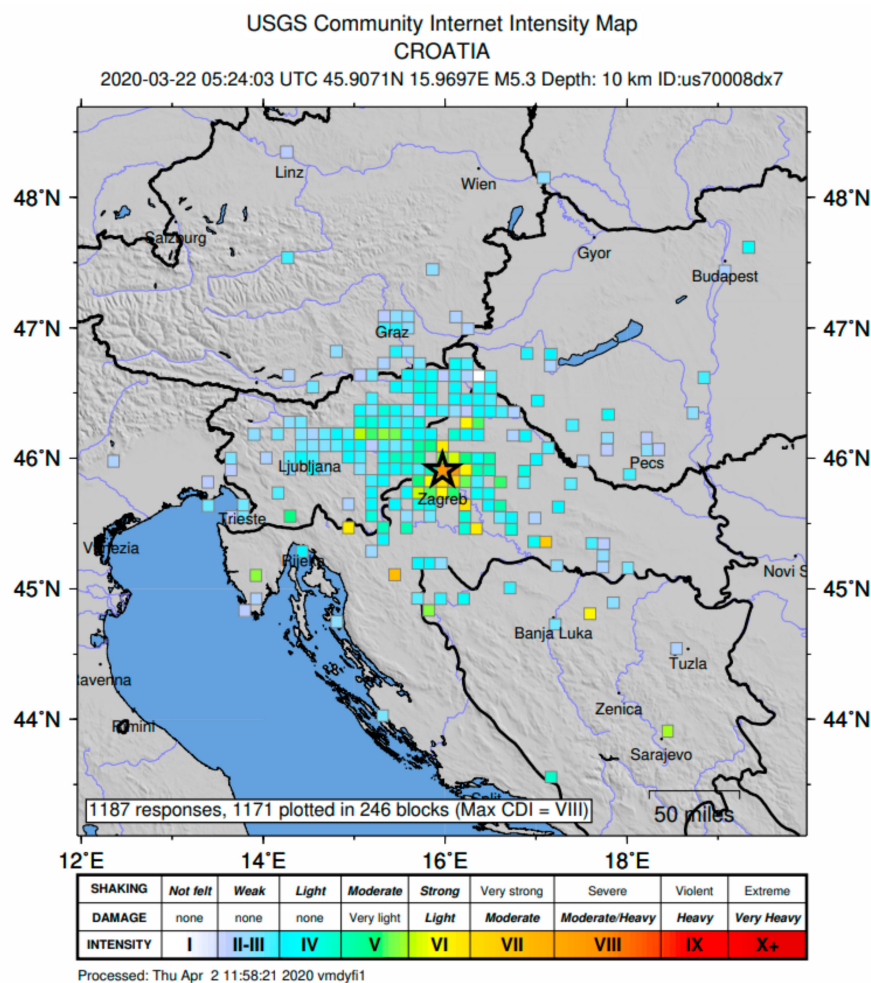 USGS Community Internet Intensity Map
CROATIA
2020-03-22 05:24:03 UTC 45.9071N 15.9697E M5.3 Depth: 10 km ID:us70008dx7
Linz
48°N
Wien
48°N
Salzburg
Gyor
Budapest
47°N
Graz
47°N
46°N
Ljubljana
Pecs
46°N
Zagreb
Trieste
Venezia
Rijeka
45°N
Novi S
45°N
Banja Luka
Tuzla
Ravenna
Zenica
44°N
Rimini
44°N
Sarajevo
Split
1187 responses, 1171 plotted in 246 blocks (Max CDI = VIII)
50 miles
12°E 14°E 16°E 18°E
SHAKING Not felt Weak Light Moderate Strong Very strong Severe Violent Extreme
DAMAGE none none none Very light Light Moderate Moderate/Heavy Heavy Very Heavy
INTENSITY I II-III IV V VI VII VIII IX X+
Processed: Thu Apr 2 11:58:21 2020 vmdyfi1